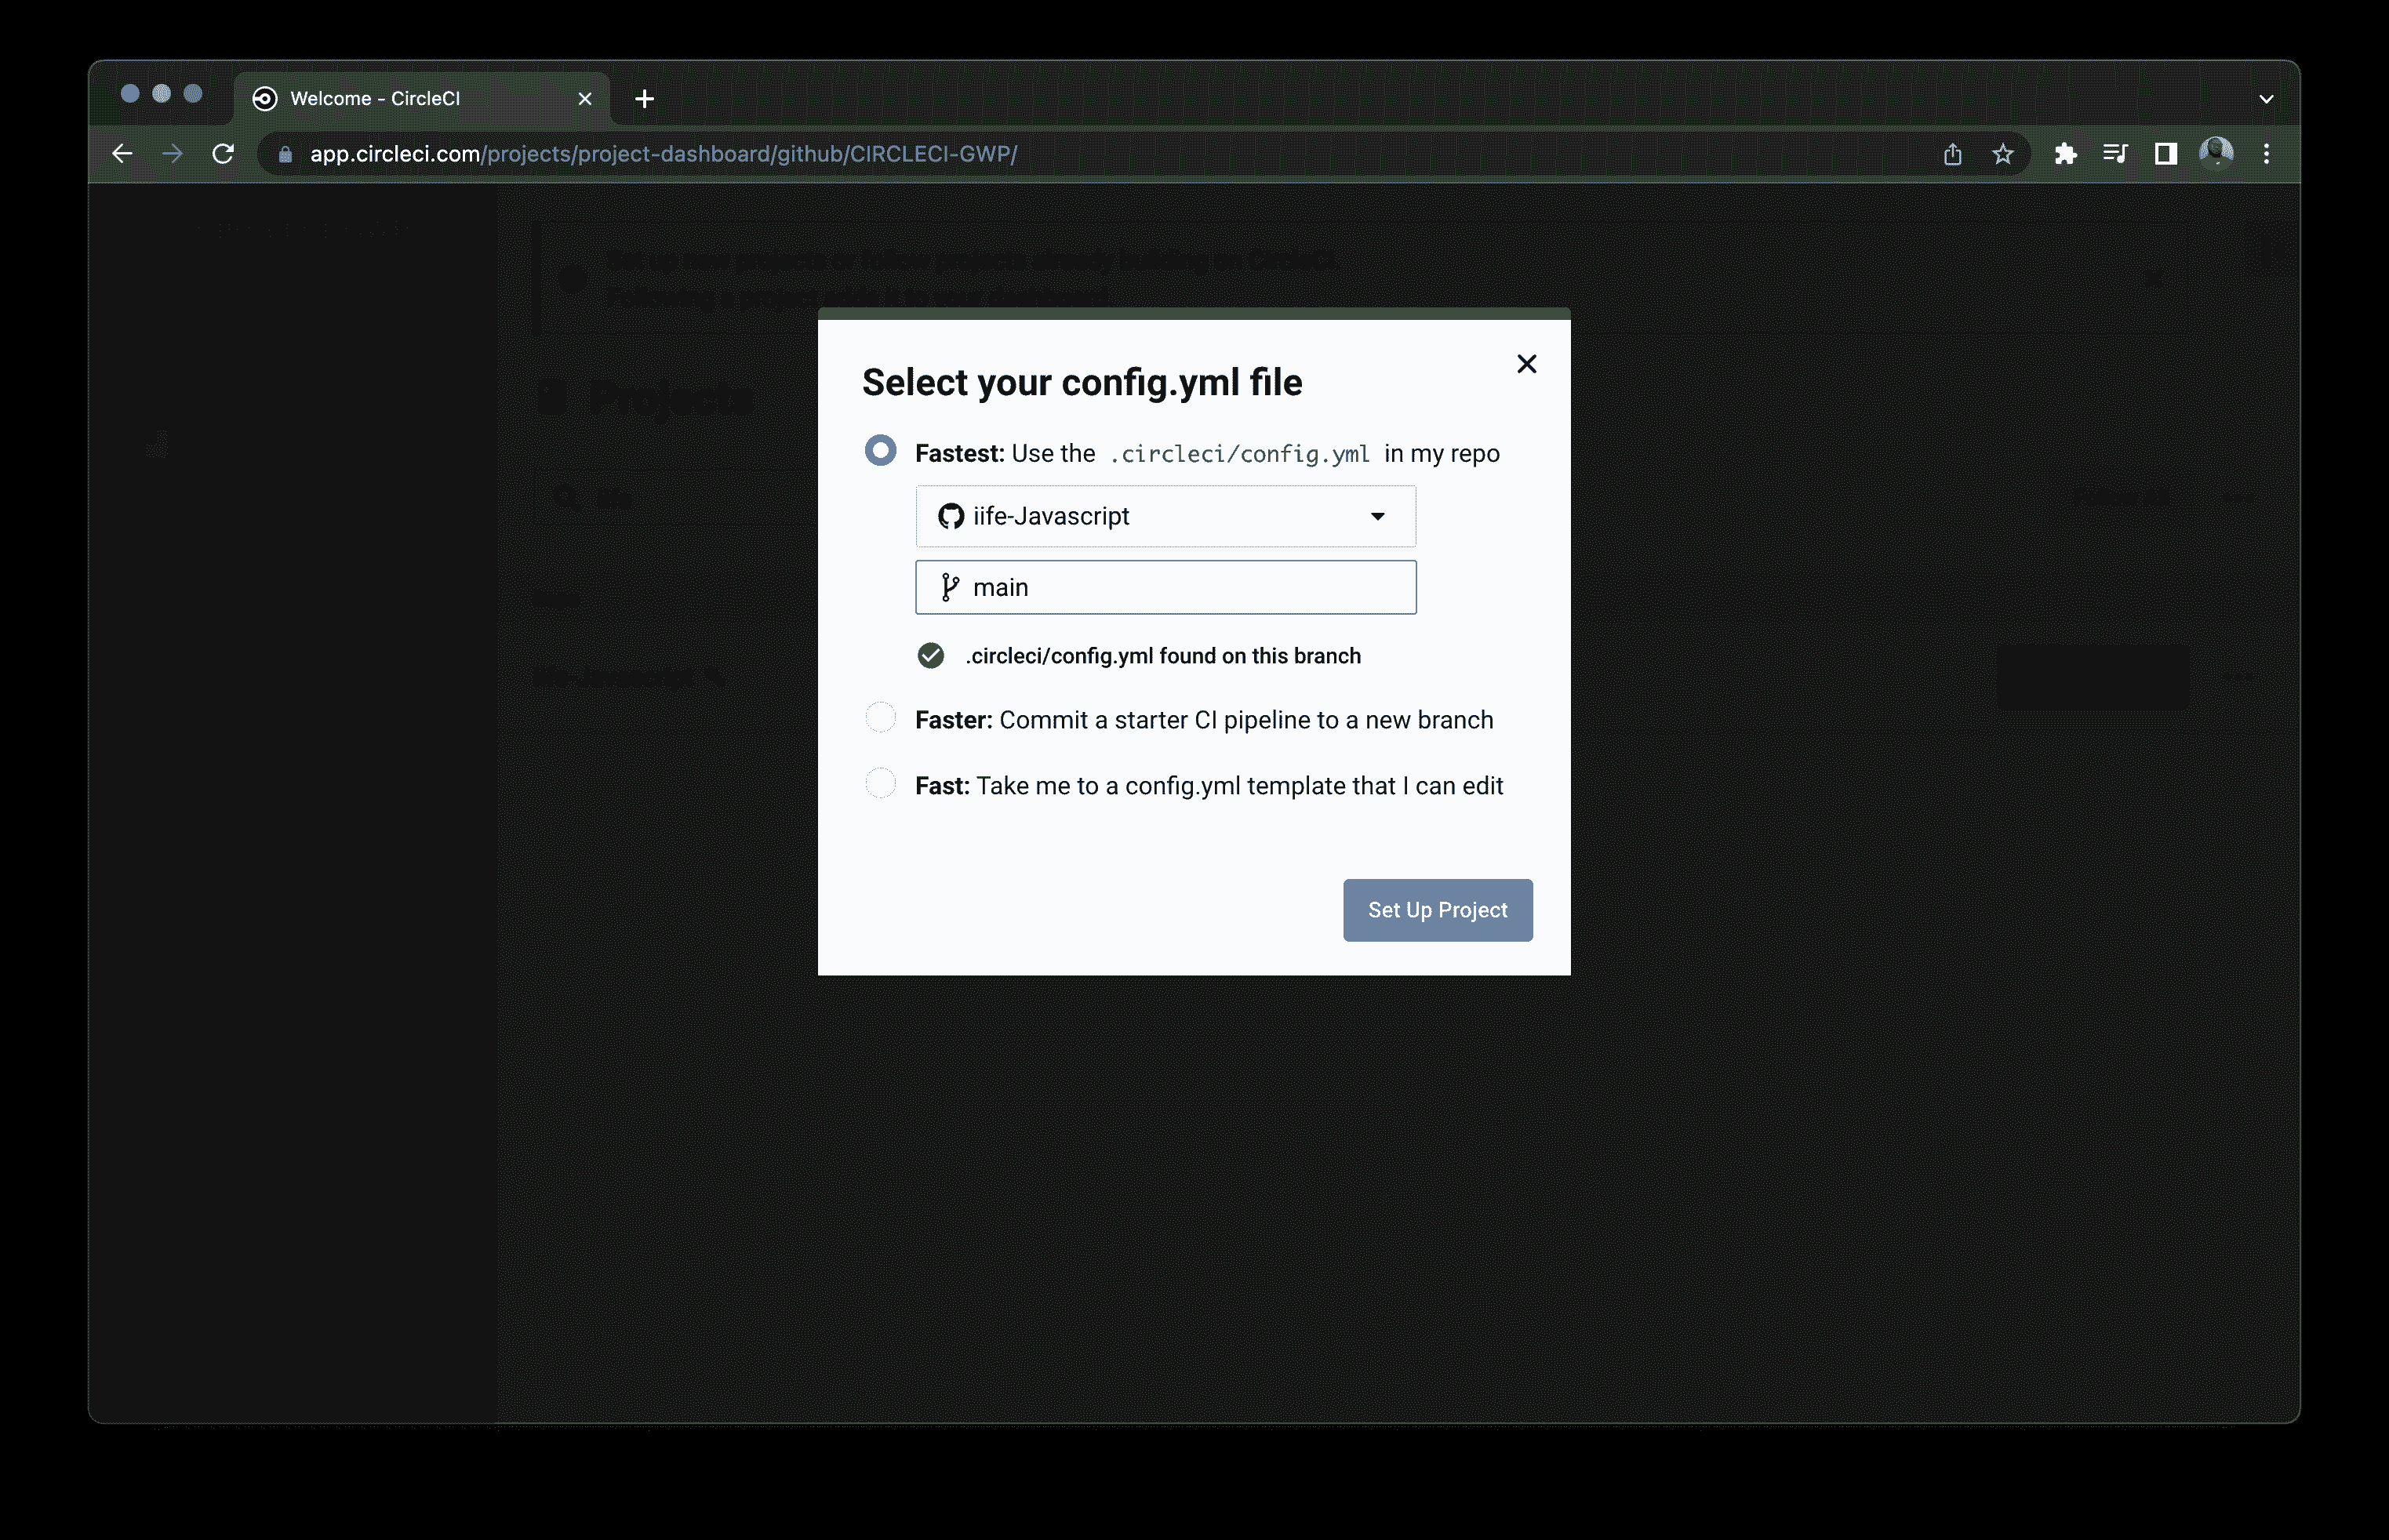 Welcome - CircleCI
app.circleci.com/projects/project-dashboard/github/CIRCLECI-GWP/
Set up new projects or follow projects already building on CircleCI.
Following a project adds it to your dashboard.
Projects
iife
Select your config.yml file
Fastest: Use the .circleci/config.yml in my repo
iife-Javascript
main
.circleci/config.yml found on this branch
iife-Javascript
Faster: Commit a starter CI pipeline to a new branch
Fast: Take me to a config.yml template that I can edit
Set Up Project